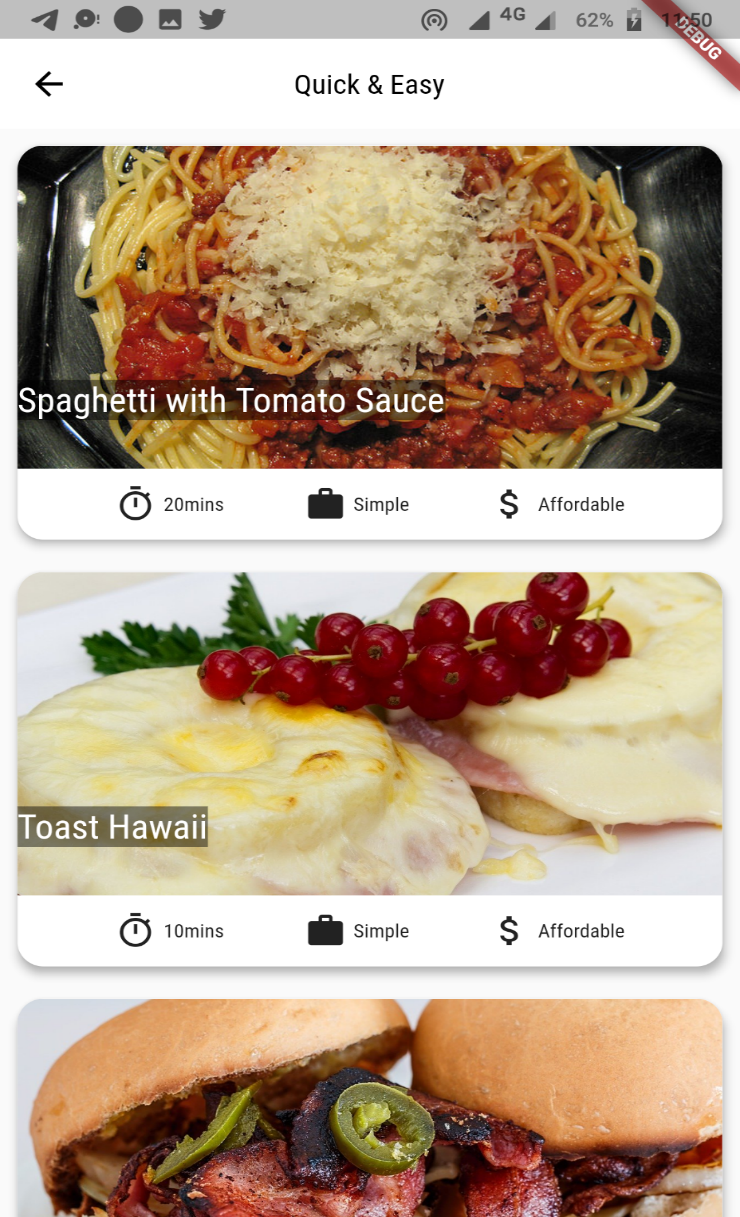 4G 62% 11:50
DEBUG
Quick & Easy
Spaghetti with Tomato Sauce
20mins Simple $ Affordable
Toast Hawaii
10mins Simple $ Affordable